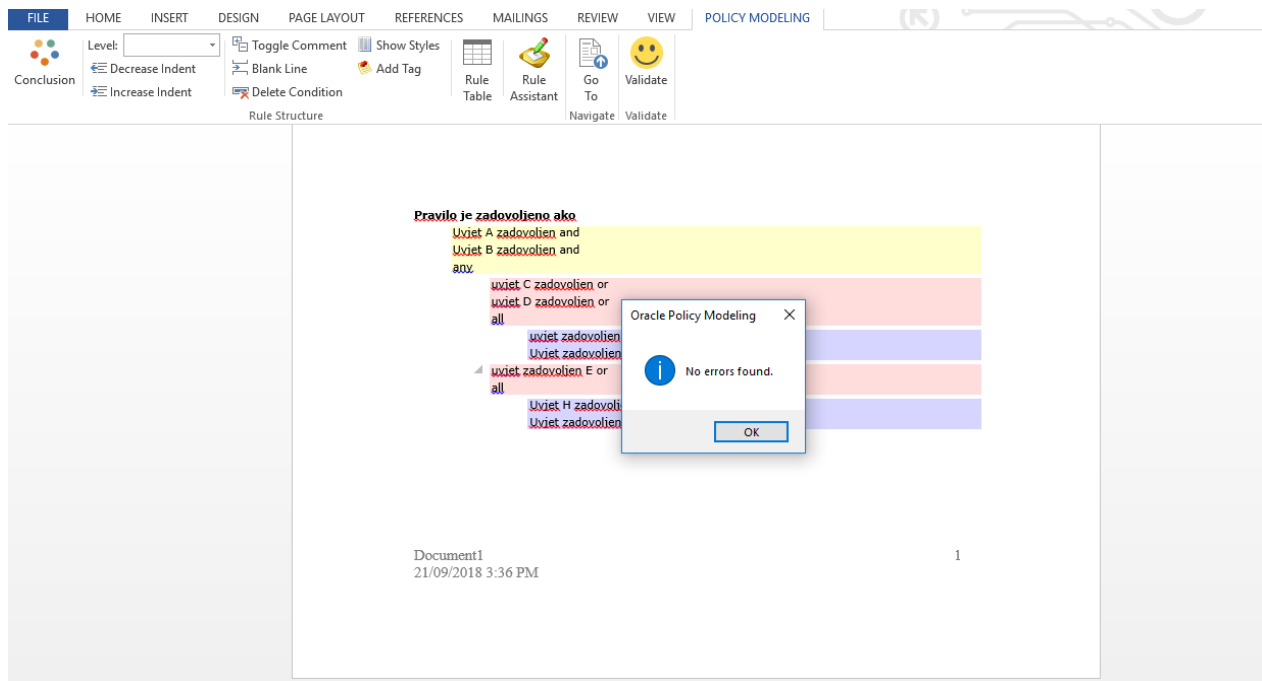 FILE HOME INSERT DESIGN PAGE LAYOUT REFERENCES MAILINGS REVIEW VIEW POLICY MODELING
Conclusion
Level:
Decrease Indent
Increase Indent
Toggle Comment
Blank Line
Delete Condition
Show Styles
Add Tag
Rule Table
Rule Assistant
Go To
Validate
Rule Structure
Navigate
Validate
Pravilo je zadovoljeno ako
Uvjet A zadovoljen and
Uvjet B zadovoljen and
any
uvjet C zadovoljen or
uvjet D zadovoljen or
all
uvjet zadovoljen
Uvjet zadovoljen
uvjet zadovoljen E or
all
Uvjet H
Uvjet zadovoljen
Oracle Policy Modeling
No errors found.
OK
Document1 1
21/09/2018 3:36 PM